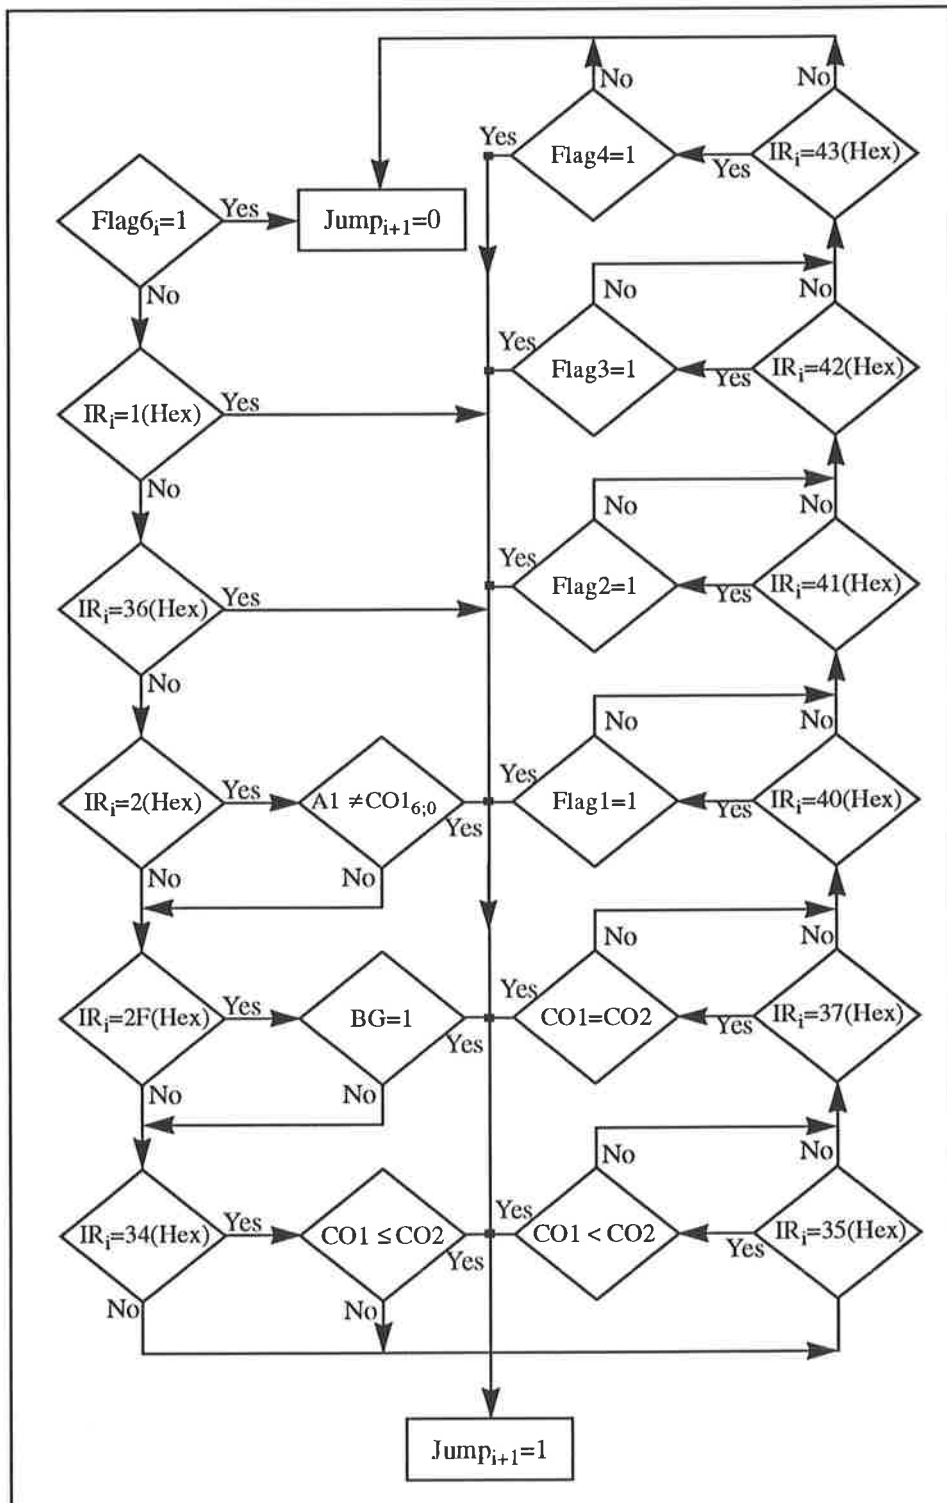 No
No
Yes
Flag4=1
Yes
IRi=43(Hex)
Flag6i=1
Yes
Jumpi+1=0
No
No
No
Yes
Flag3=1
Yes
IRi=42(Hex)
IRi=1(Hex)
Yes
No
No
No
Yes
Flag2=1
Yes
IRi=41(Hex)
IRi=36(Hex)
Yes
No
No
No
Yes
Flag1=1
Yes
IRi=40(Hex)
IRi=2(Hex)
Yes
A1 ≠CO16;0
Yes
No
No
No
No
Yes
CO1=CO2
Yes
IRi=37(Hex)
IRi=2F(Hex)
Yes
BG=1
Yes
No
No
No
No
Yes
CO1 < CO2
Yes
IRi=35(Hex)
IRi=34(Hex)
Yes
CO1 ≤ CO2
Yes
No
No
Jumpi+1=1